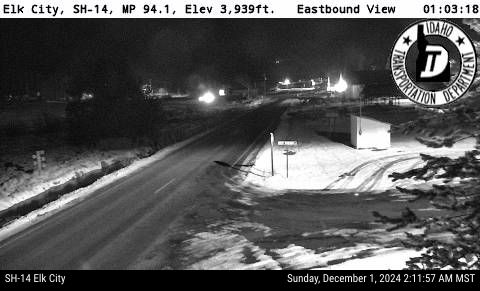 Elk City, SH-14, MP 94.1, Elev 3,939ft. Eastbound View 01:03:18
IDAHO
TRANSPORTATION DEPARTMENT
SH-14 Elk City Sunday, December 1, 2024 2:11:57 AM MST